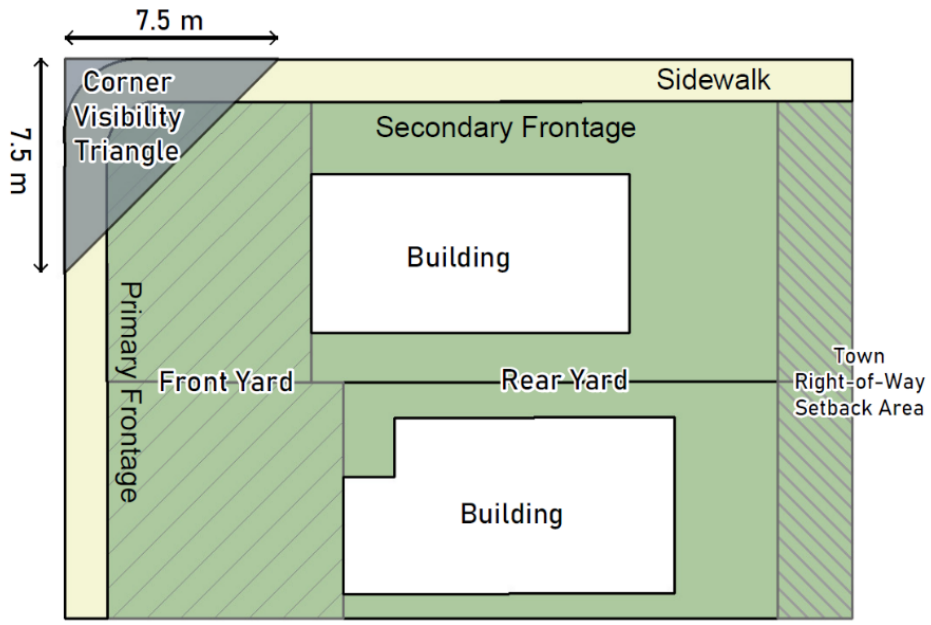 7.5 m
Corner
Visibility
Triangle
7.5 m
Sidewalk
Secondary Frontage
Building
Primary Frontage
Front Yard
Rear Yard
Town
Right-of-Way
Setback Area
Building